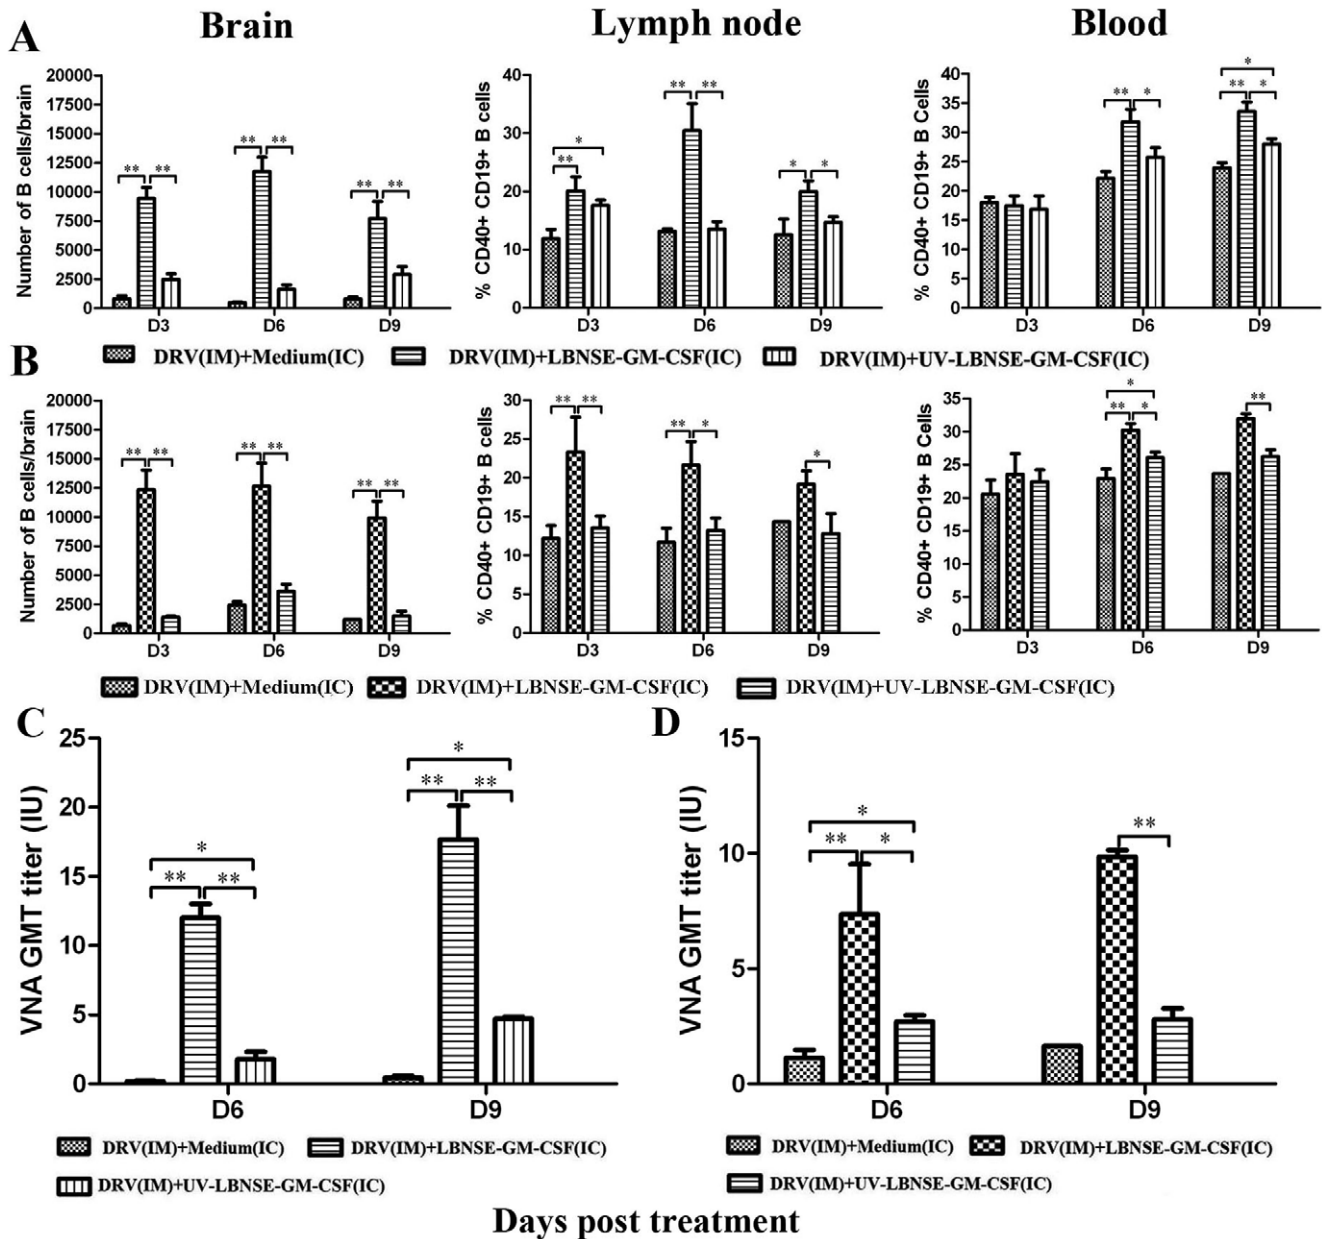 Brain
Lymph node
Blood
A
Number of B cells/brain
20000
17500
15000
12500
10000
7500
5000
2500
0
** ** ** ** ** **
D3 D6 D9
% CD40+ CD19+ B cells
40
30
20
10
0
* ** ** ** * *
D3 D6 D9
% CD40+ CD19+ B Cells
40
35
30
25
20
15
10
5
0
** * * ** *
D3 D6 D9
DRV(IM)+Medium(IC) DRV(IM)+LBNSE-GM-CSF(IC) DRV(IM)+UV-LBNSE-GM-CSF(IC)
B
Number of B cells/brain
20000
17500
15000
12500
10000
7500
5000
2500
0
** ** ** ** ** **
D3 D6 D9
% CD40+ CD19+ B cells
30
25
20
15
10
5
0
** ** ** * *
D3 D6 D9
% CD40+ CD19+ B Cells
35
30
25
20
15
10
5
0
* ** * **
D3 D6 D9
DRV(IM)+Medium(IC) DRV(IM)+LBNSE-GM-CSF(IC) DRV(IM)+UV-LBNSE-GM-CSF(IC)
C
VNA GMT titer (IU)
25
20
15
10
5
0
* ** **
* ** **
D6 D9
DRV(IM)+Medium(IC) DRV(IM)+LBNSE-GM-CSF(IC)
DRV(IM)+UV-LBNSE-GM-CSF(IC)
D
VNA GMT titer (IU)
15
10
5
0
* ** *
**
D6 D9
DRV(IM)+Medium(IC) DRV(IM)+LBNSE-GM-CSF(IC)
DRV(IM)+UV-LBNSE-GM-CSF(IC)
Days post treatment